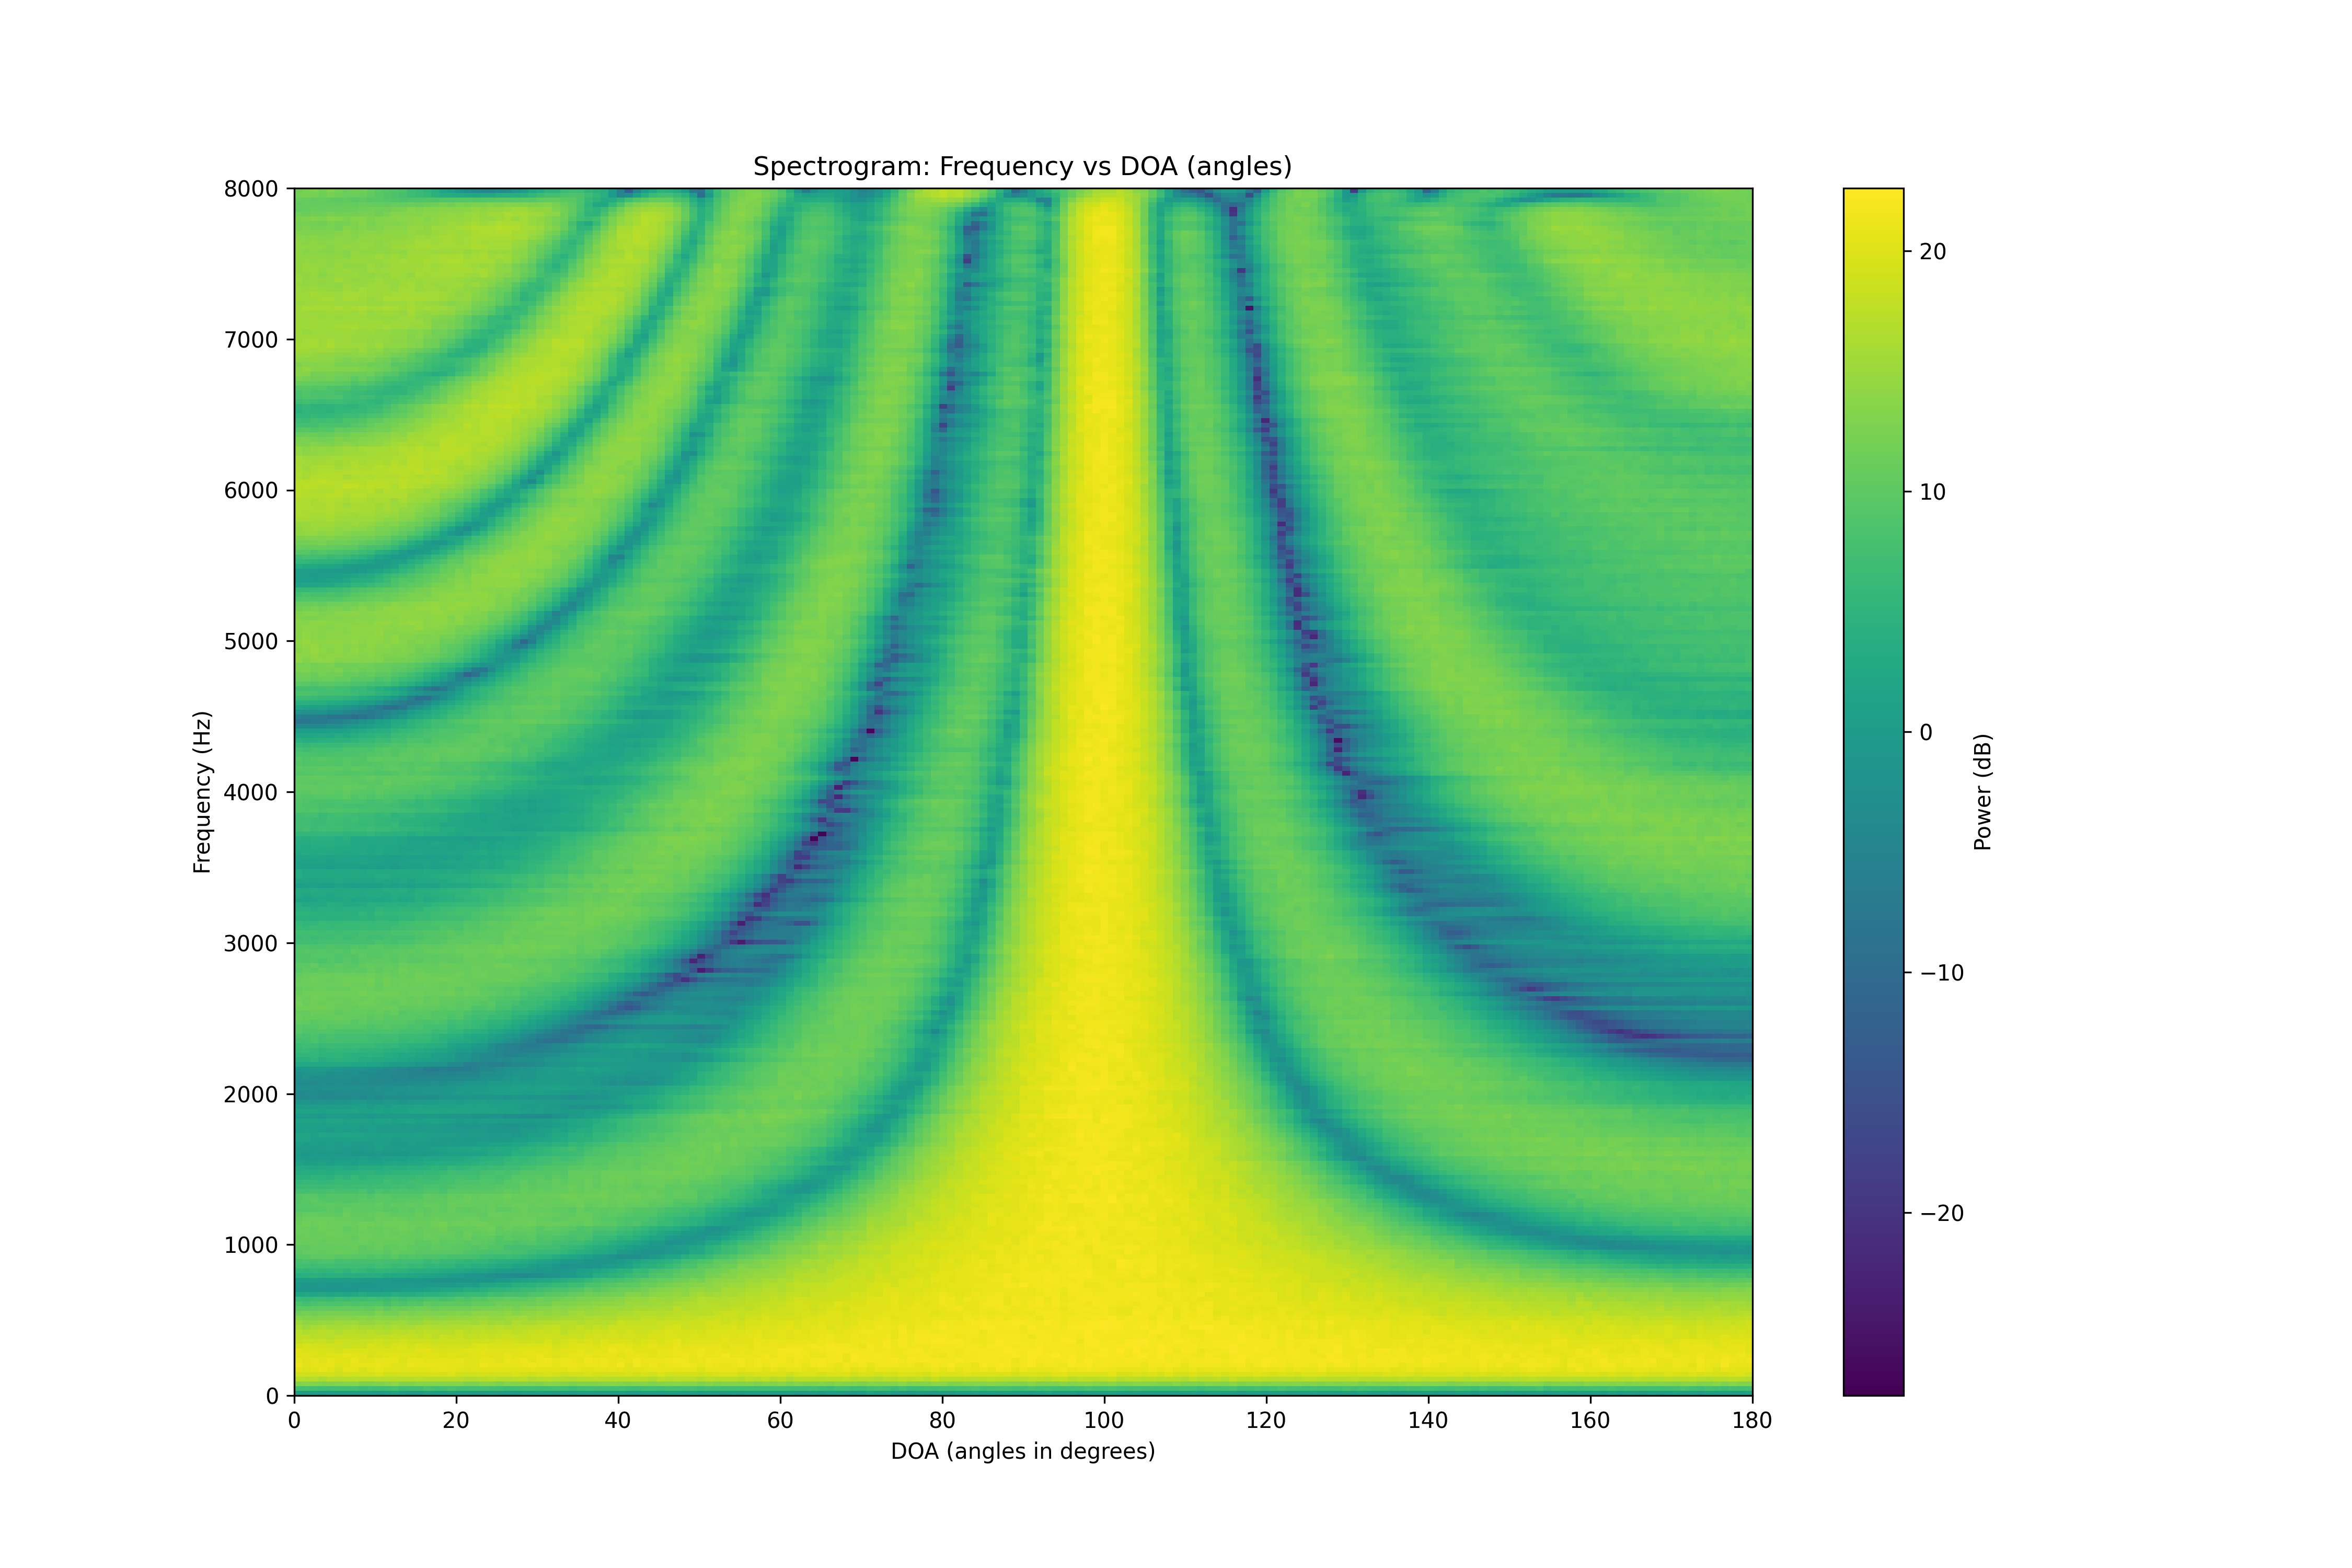 Spectrogram: Frequency vs DOA (angles)
8000
7000
6000
5000
4000
3000
2000
1000
0
Frequency (Hz)
0 20 40 60 80 100 120 140 160 180
DOA (angles in degrees)
20
10
0
−10
−20
Power (dB)